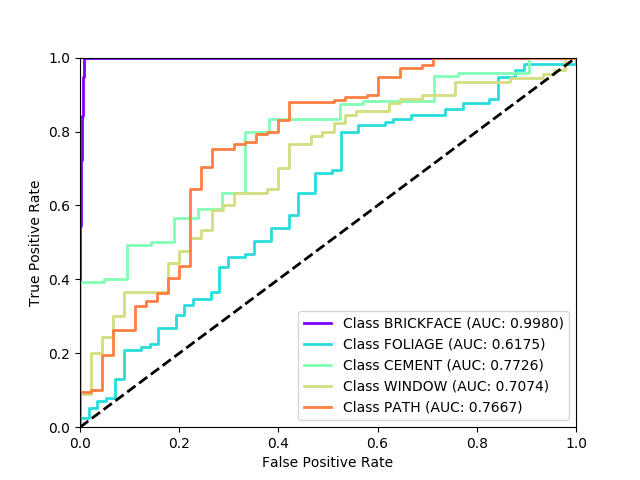 1.0
0.8
0.6
0.4
0.2
0.0
True Positive Rate
0.0 0.2 0.4 0.6 0.8 1.0
False Positive Rate
Class BRICKFACE (AUC: 0.9980)
Class FOLIAGE (AUC: 0.6175)
Class CEMENT (AUC: 0.7726)
Class WINDOW (AUC: 0.7074)
Class PATH (AUC: 0.7667)